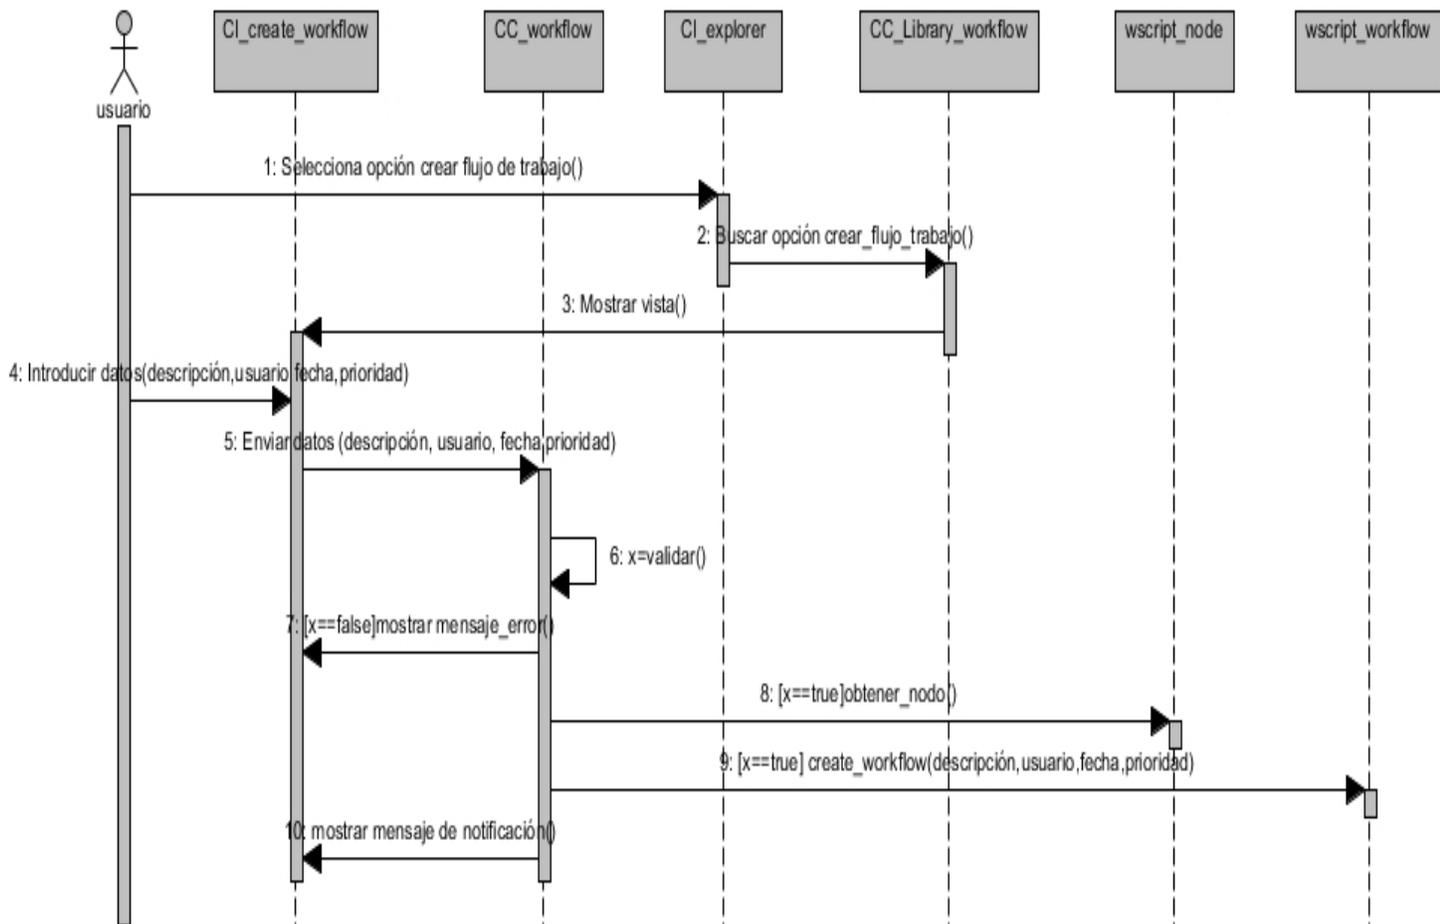 CI_create_workflow
CC_workflow
CI_explorer
CC_Library_workflow
wscript_node
wscript_workflow
usuario
1: Selecciona opción crear flujo de trabajo()
2: Buscar opción crear_flujo_trabajo()
3: Mostrar vista()
4: Introducir datos(descripción,usuario,fecha,prioridad)
5: Enviar datos (descripción, usuario, fecha,prioridad)
6: x=validar()
7: [x==false]mostrar mensaje_error()
8: [x==true]obtener_nodo()
9: [x==true] create_workflow(descripción,usuario,fecha,prioridad)
10: mostrar mensaje de notificación()